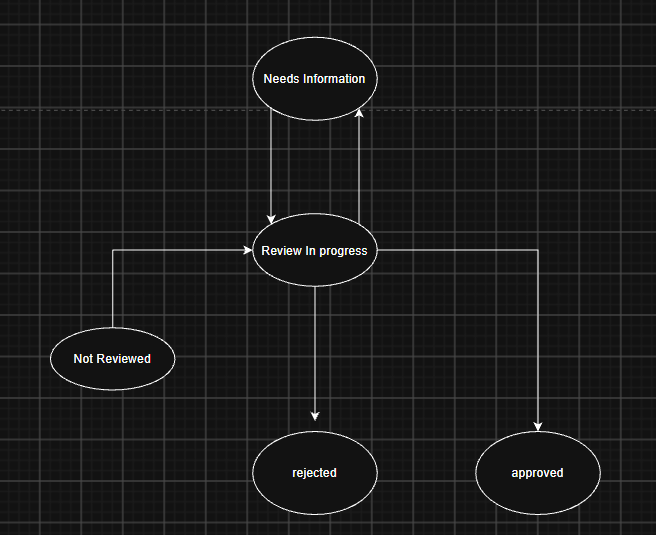 Needs Information
Review In progress
Not Reviewed
rejected
approved